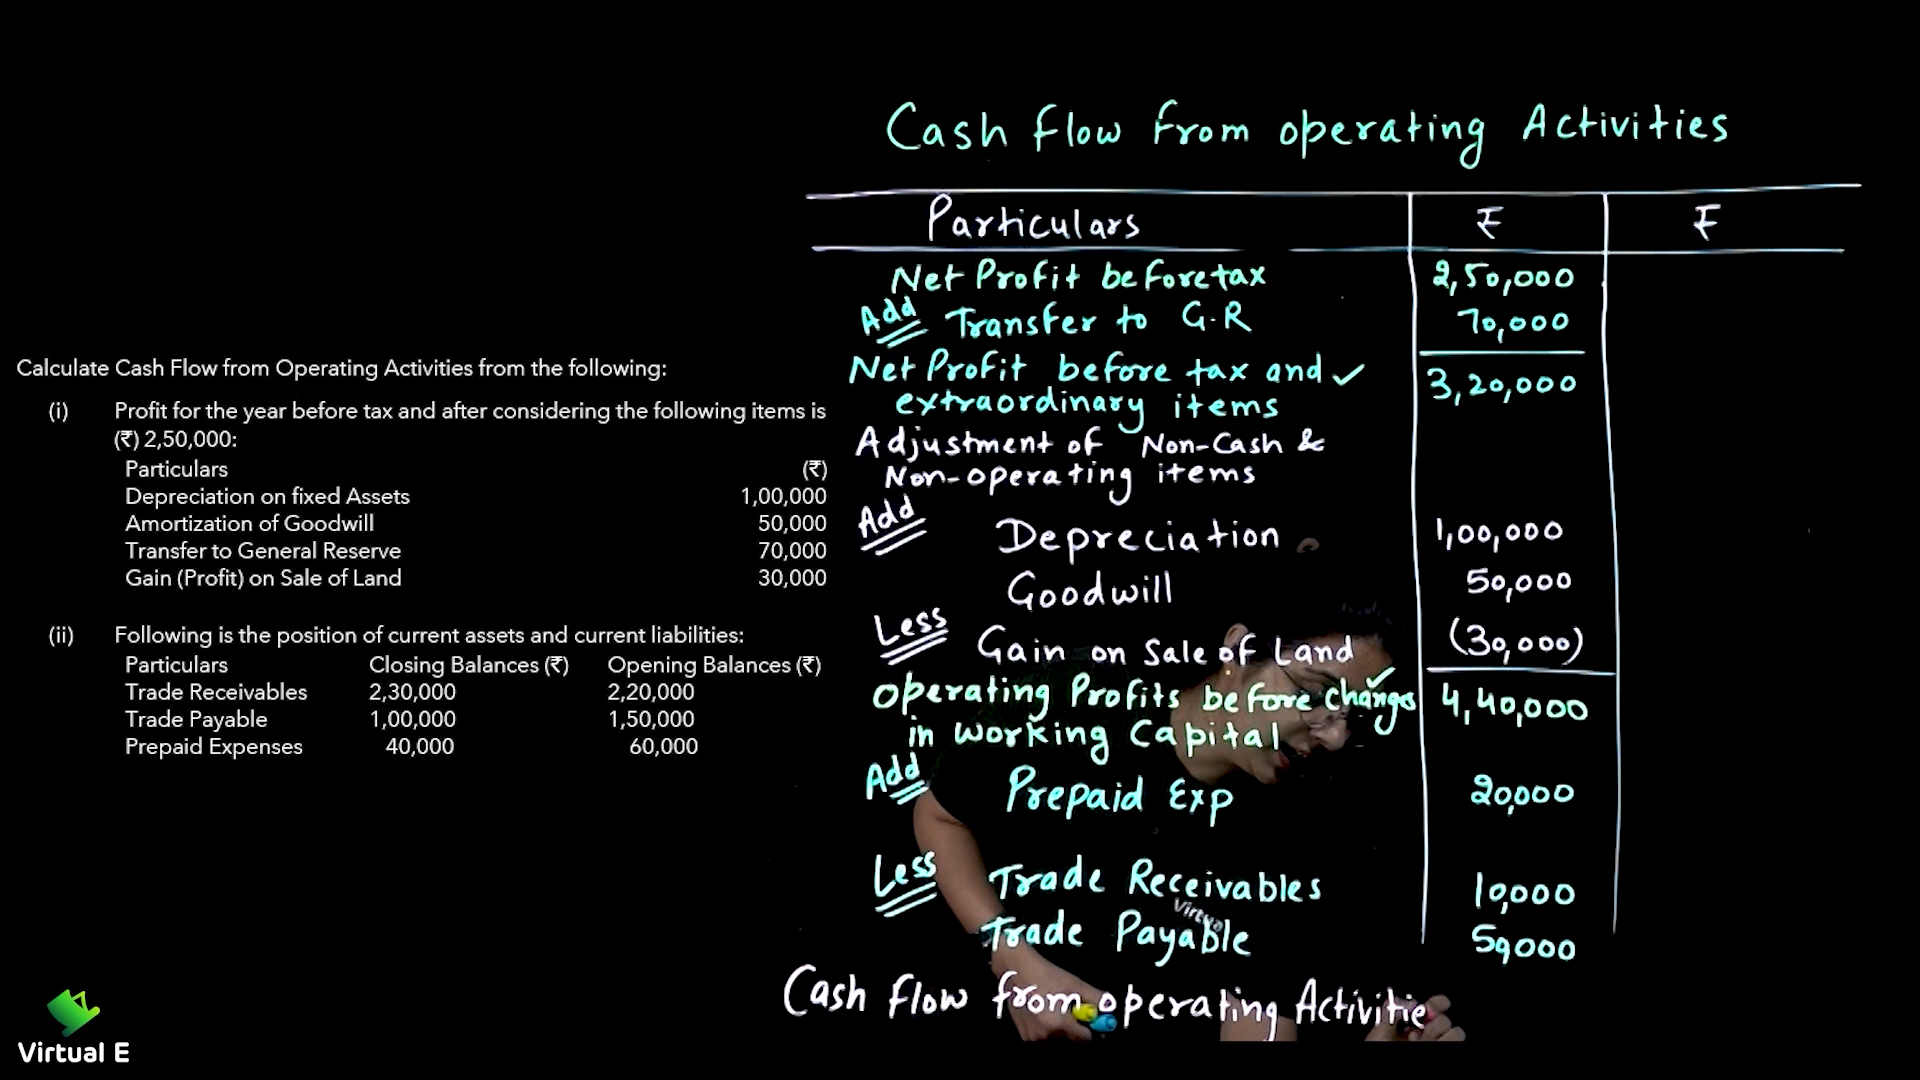 Cash flow from operating Activities
Particulars ₹ ₹
Net Profit before tax 2,50,000
Add Transfer to G.R 70,000
Net Profit before tax and ✓ 3,20,000
extraordinary items
Adjustment of Non-Cash &
Non-operating items
Add Depreciation 1,00,000
Goodwill 50,000
Less Gain on Sale of Land (30,000)
Operating Profits before changes 4,40,000
in working Capital
Add Prepaid Exp 20,000
Less Trade Receivables 10,000
Trade Payable 50,000
Cash flow from operating Activitie
Calculate Cash Flow from Operating Activities from the following:
(i) Profit for the year before tax and after considering the following items is
(₹) 2,50,000:
Particulars (₹)
Depreciation on fixed Assets 1,00,000
Amortization of Goodwill 50,000
Transfer to General Reserve 70,000
Gain (Profit) on Sale of Land 30,000
(ii) Following is the position of current assets and current liabilities:
Particulars Closing Balances (₹) Opening Balances (₹)
Trade Receivables 2,30,000 2,20,000
Trade Payable 1,00,000 1,50,000
Prepaid Expenses 40,000 60,000
Virtual E